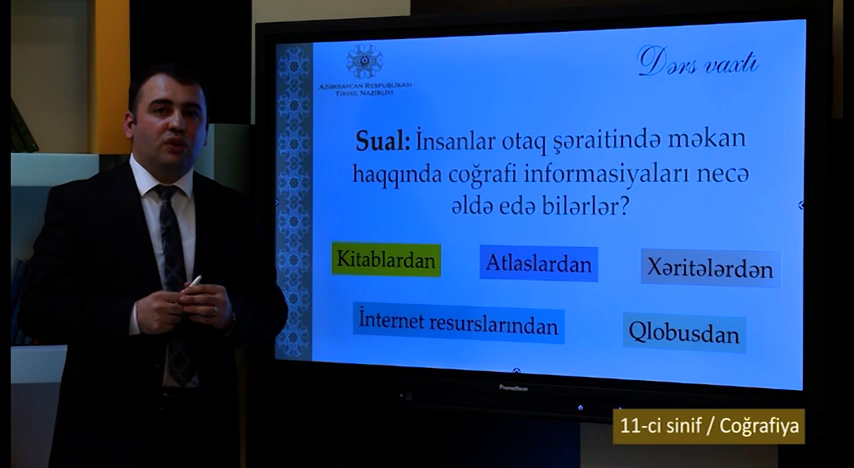 Dərs vaxtı
AZƏRBAYCAN RESPUBLİKASI
TƏHSİL NAZİRLİYİ
Sual: İnsanlar otaq şəraitində məkan
haqqında coğrafi informasiyaları necə
əldə edə bilərlər?
Kitablardan
Atlaslardan
Xəritələrdən
İnternet resurslarından
Qlobusdan
Promethean
11-ci sinif / Coğrafiya